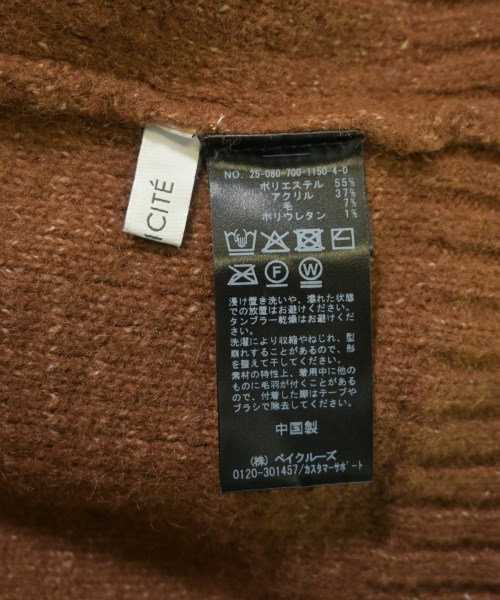 ICITÉ
NO. 25-080-700-1150-4-0
ポリエステル 55%
アクリル 37%
毛 7%
ポリウレタン 1%
F W
浸け置き洗いや、濡れた状態
での放置はお避けください。
タンブラー乾燥はお避けください。
洗濯により収縮やねじれ、型
崩れすることがあるので、形
を整えて干してください。
素材の特性上、着用中に他の
ものに毛羽が付くことがある
ので、付着した際はテープや
ブラシで除去してください。
中国製
(株) ベイクルーズ
0120-301457/カスタマーサポート